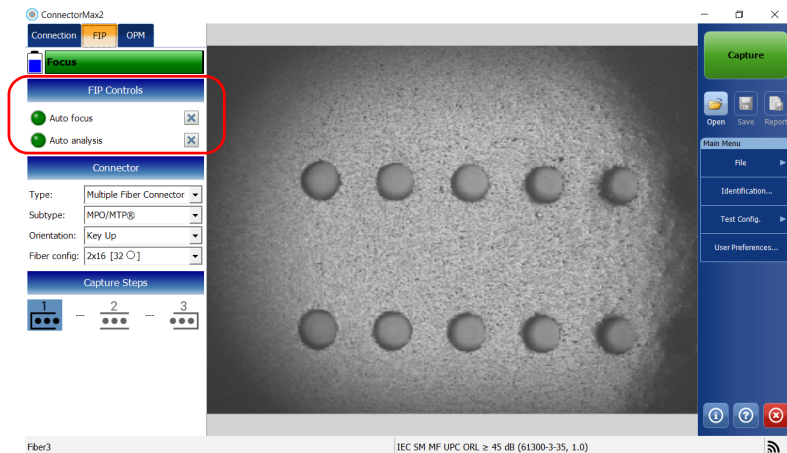 ConnectorMax2
Connection FIP OPM
Focus
FIP Controls
Auto focus
Auto analysis
Connector
Type: Multiple Fiber Connector
Subtype: MPO/MTP®
Orientation: Key Up
Fiber config: 2x16 [32 O]
Capture Steps
1 --- 2 --- 3
Capture
Open Save Report
Main Menu
File
Identification...
Test Config.
User Preferences...
Fiber3
IEC SM MF UPC ORL ≥ 45 dB (61300-3-35, 1.0)